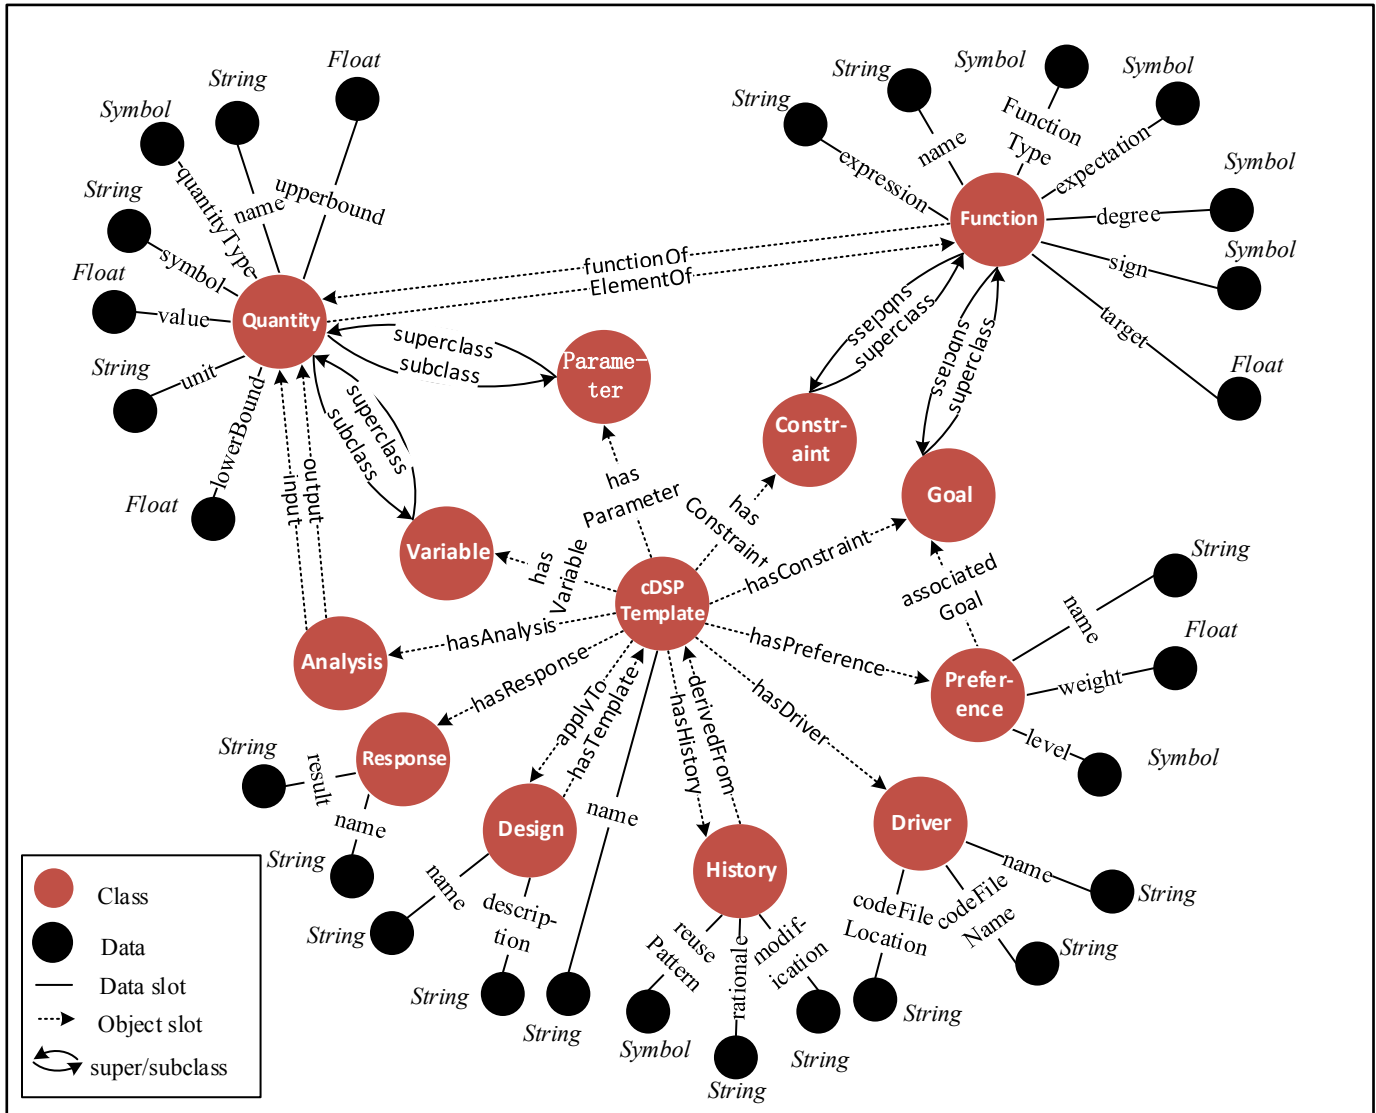 Float
String
Symbol
String
Float
String
Float
quantityType
name
upperbound
symbol
value
unit
lowerBound
Quantity
String
String
Symbol
Symbol
Symbol
Symbol
Float
expression
name
Function
Type
expectation
degree
sign
target
Function
functionOf
ElementOf
superclass
subclass
superclass
subclass
subclass
superclass
subclass
superclass
Parame-
ter
Constr-
aint
Goal
Variable
input
output
has
Parameter
has
Constraint
has
Variable
hasConstraint
cDSP
Template
associated
Goal
Analysis
hasAnalysis
hasResponse
hasPreference
Prefer-
ence
name
String
weight
Float
level
Symbol
applyTo
hasTemplate
hasHistory
derivedFrom
hasDriver
Response
String
result
name
String
Design
name
String
descrip-
tion
String
name
String
History
reuse
Pattern
Symbol
rationale
String
modif-
ication
String
Driver
codeFile
Location
String
codeFile
Name
String
name
String
Class
Data
Data slot
Object slot
super/subclass